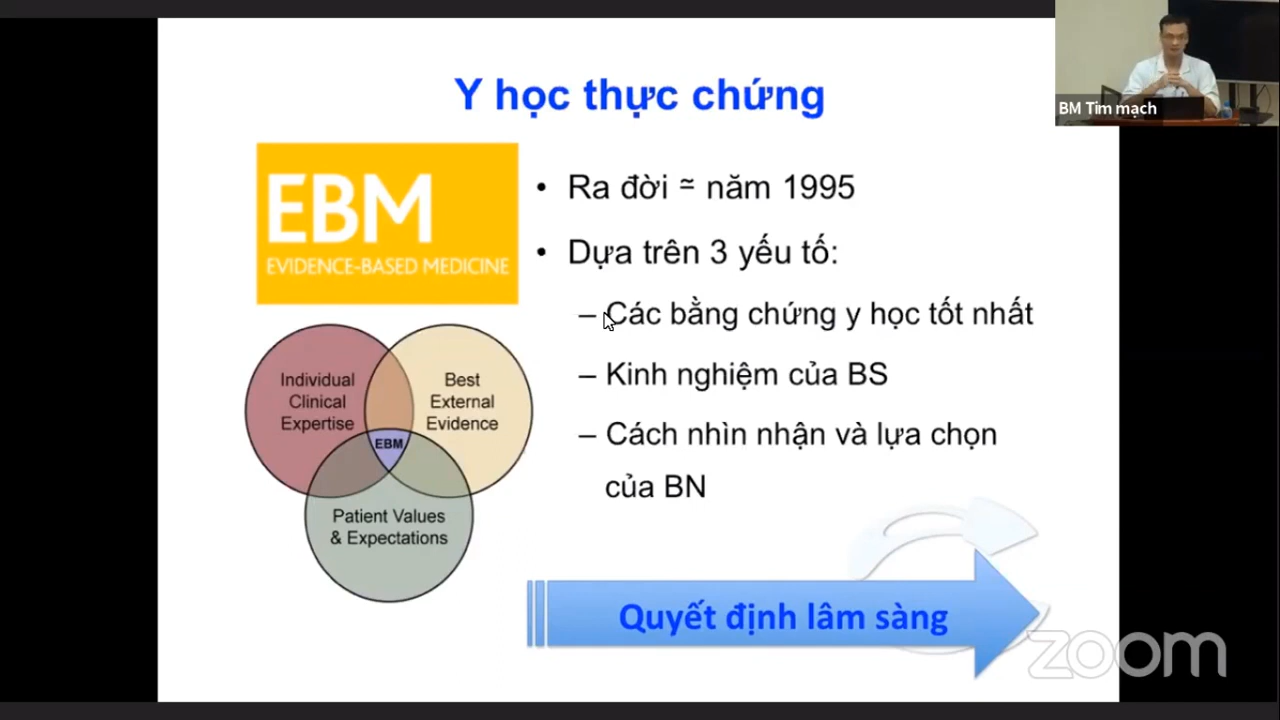 BM Tim mạch
Y học thực chứng
EBM
EVIDENCE-BASED MEDICINE
• Ra đời ≃ năm 1995
• Dựa trên 3 yếu tố:
– Các bằng chứng y học tốt nhất
– Kinh nghiệm của BS
– Cách nhìn nhận và lựa chọn
của BN
Individual
Clinical
Expertise
Best
External
Evidence
EBM
Patient Values
& Expectations
Quyết định lâm sàng
zoom